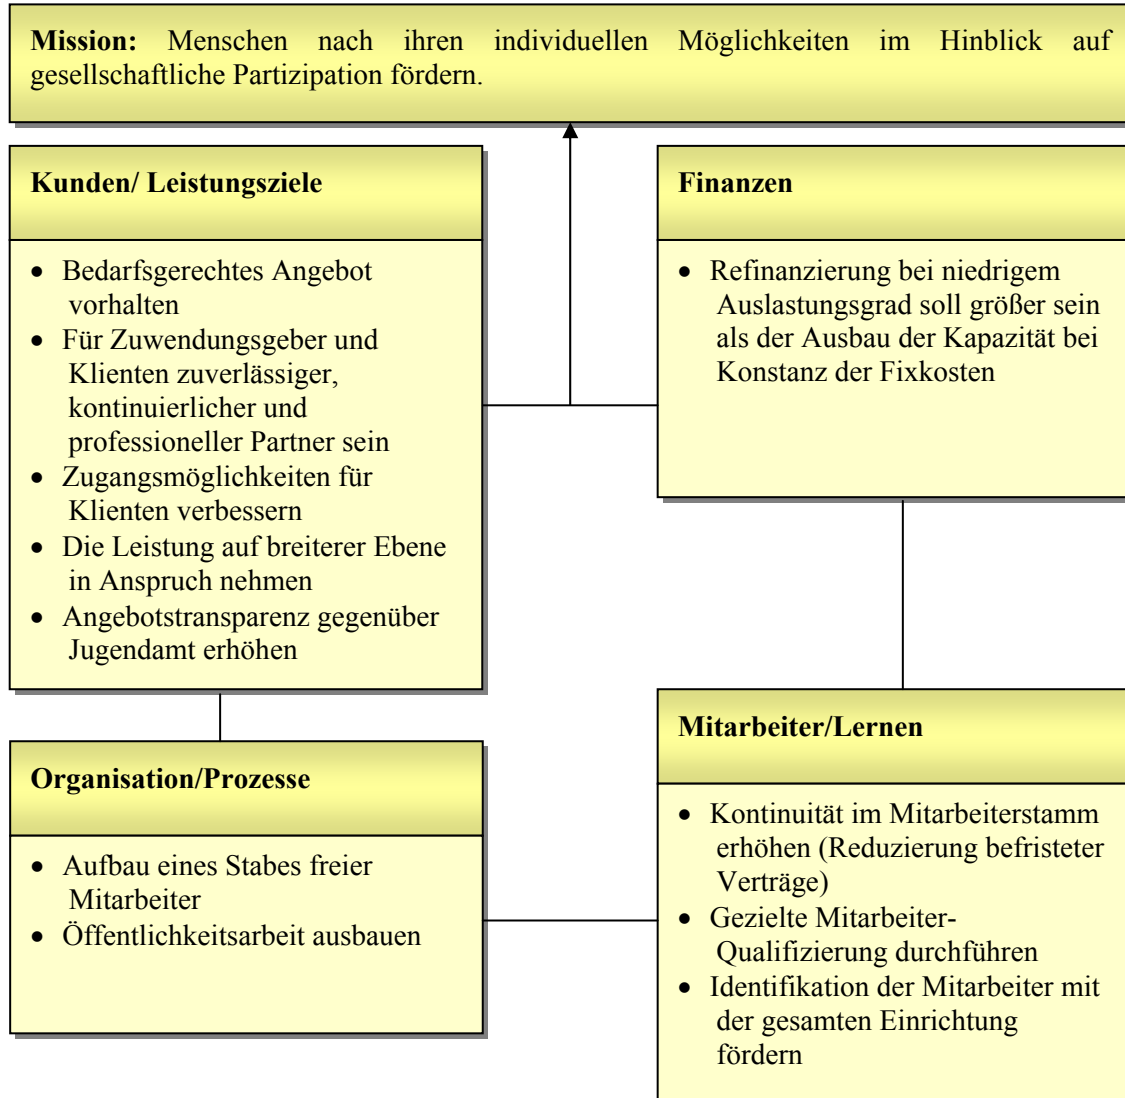 Mission: Menschen nach ihren individuellen Möglichkeiten im Hinblick auf
gesellschaftliche Partizipation fördern.
Kunden/ Leistungsziele
• Bedarfsgerechtes Angebot
vorhalten
• Für Zuwendungsgeber und
Klienten zuverlässiger,
kontinuierlicher und
professioneller Partner sein
• Zugangsmöglichkeiten für
Klienten verbessern
• Die Leistung auf breiterer Ebene
in Anspruch nehmen
• Angebotstransparenz gegenüber
Jugendamt erhöhen
Finanzen
• Refinanzierung bei niedrigem
Auslastungsgrad soll größer sein
als der Ausbau der Kapazität bei
Konstanz der Fixkosten
Organisation/Prozesse
• Aufbau eines Stabes freier
Mitarbeiter
• Öffentlichkeitsarbeit ausbauen
Mitarbeiter/Lernen
• Kontinuität im Mitarbeiterstamm
erhöhen (Reduzierung befristeter
Verträge)
• Gezielte Mitarbeiter-
Qualifizierung durchführen
• Identifikation der Mitarbeiter mit
der gesamten Einrichtung
fördern